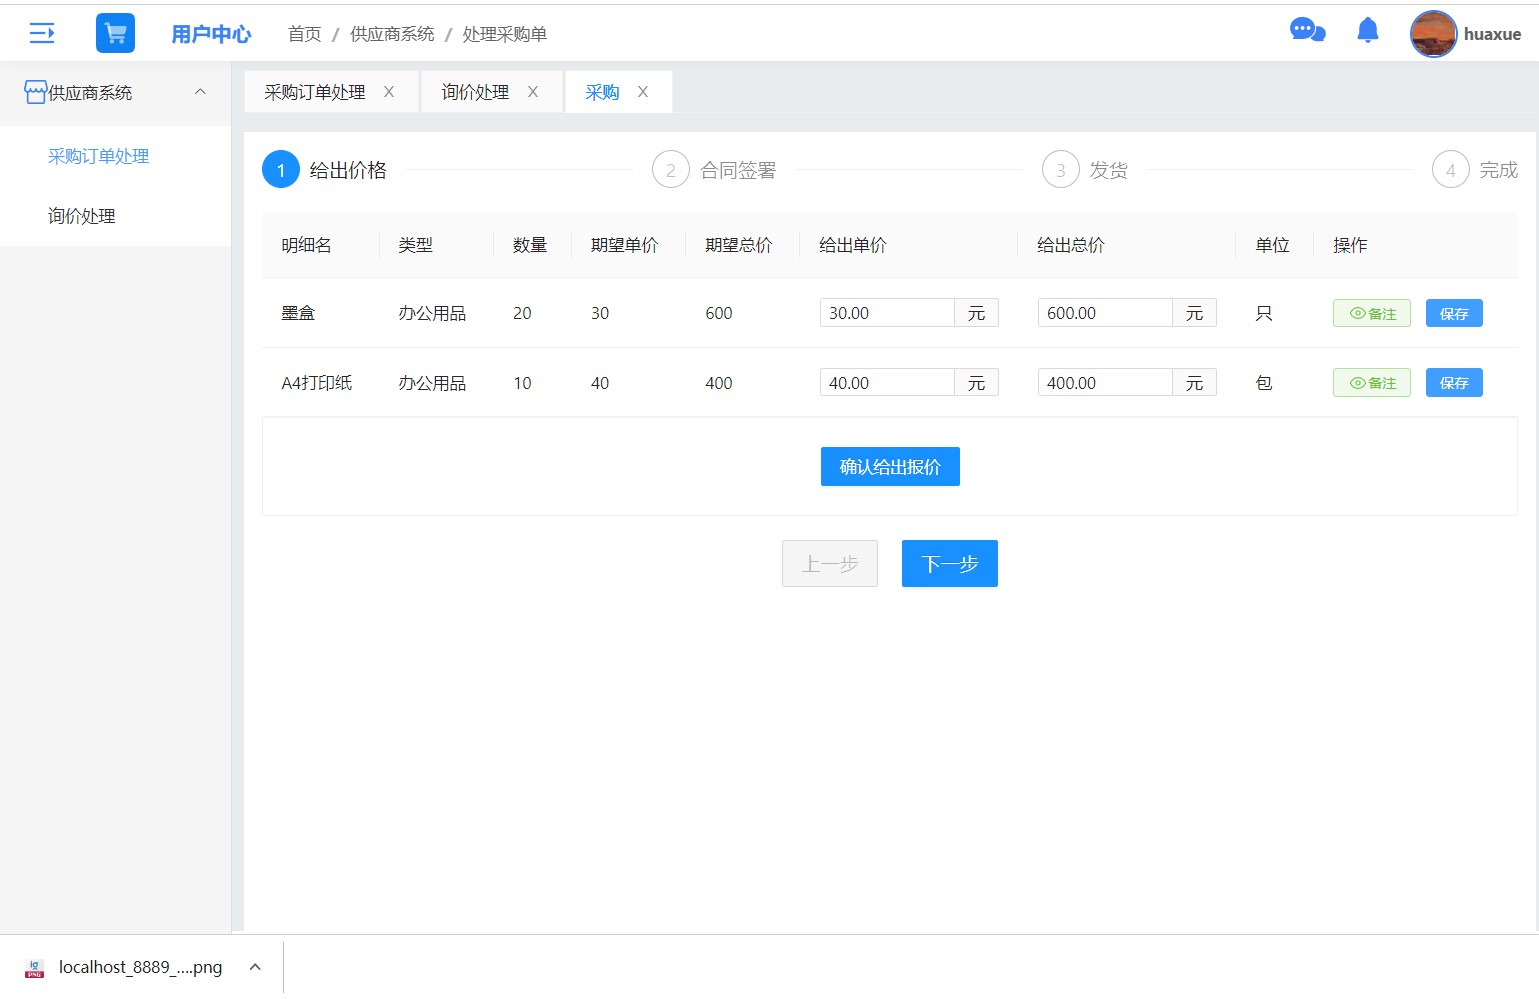 用户中心 首页 / 供应商系统 / 处理采购单 huaxue
供应商系统
采购订单处理
询价处理
采购订单处理 X 询价处理 X 采购 X
1 给出价格 2 合同签署 3 发货 4 完成
明细名 类型 数量 期望单价 期望总价 给出单价 给出总价 单位 操作
墨盒 办公用品 20 30 600 30.00 元 600.00 元 只 备注 保存
A4打印纸 办公用品 10 40 400 40.00 元 400.00 元 包 备注 保存
确认给出报价
上一步 下一步
localhost_8889_....png